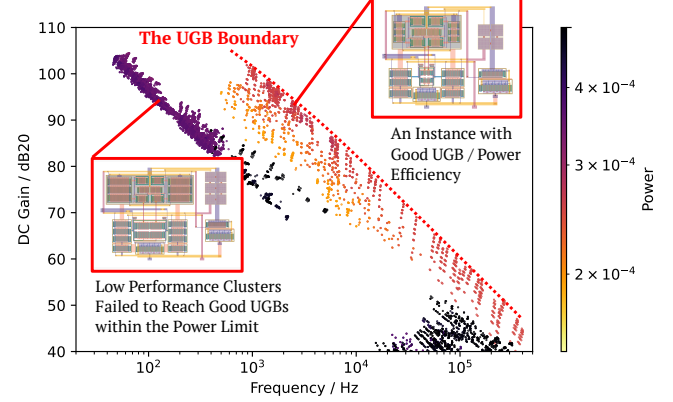 The UGB Boundary
An Instance with
Good UGB / Power
Efficiency
Low Performance Clusters
Failed to Reach Good UGBs
within the Power Limit
DC Gain / dB20
110
100
90
80
70
60
50
40
10²
10³
10⁴
10⁵
Frequency / Hz
4 × 10⁻⁴
3 × 10⁻⁴
2 × 10⁻⁴
Power